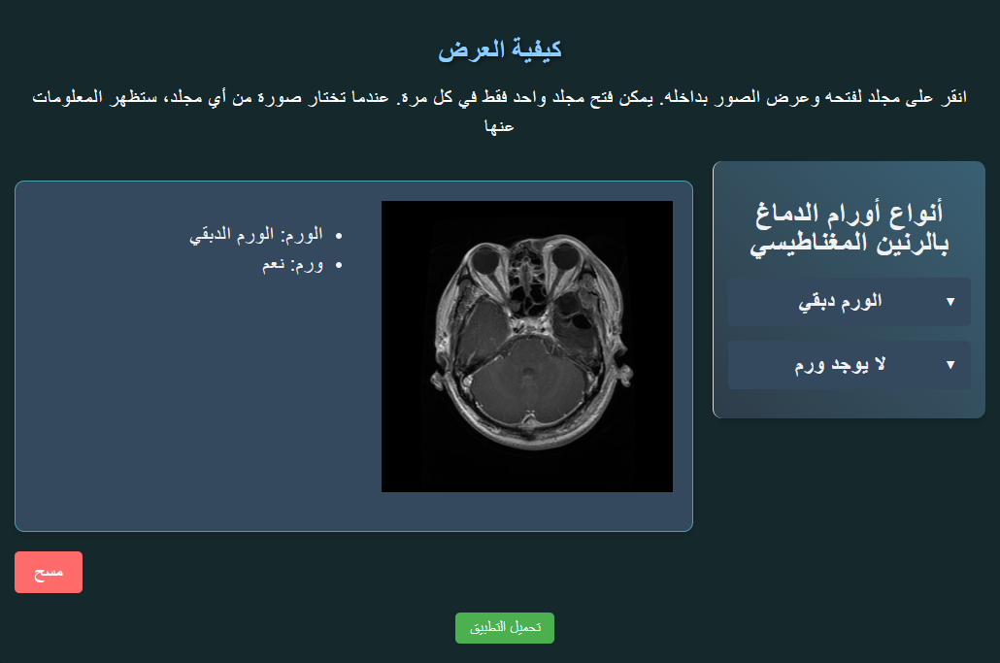 كيفية العرض
انقر على مجلد لفتحه وعرض الصور بداخله. يمكن فتح مجلد واحد فقط في كل مرة. عندما تختار صورة من أي مجلد، ستظهر المعلومات
عنها
أنواع أورام الدماغ
بالرنين المغناطيسي
▼ الورم دبقي
▼ لا يوجد ورم
• الورم: الورم الدبقي
• ورم: نعم
مسح
تحميل التطبيق